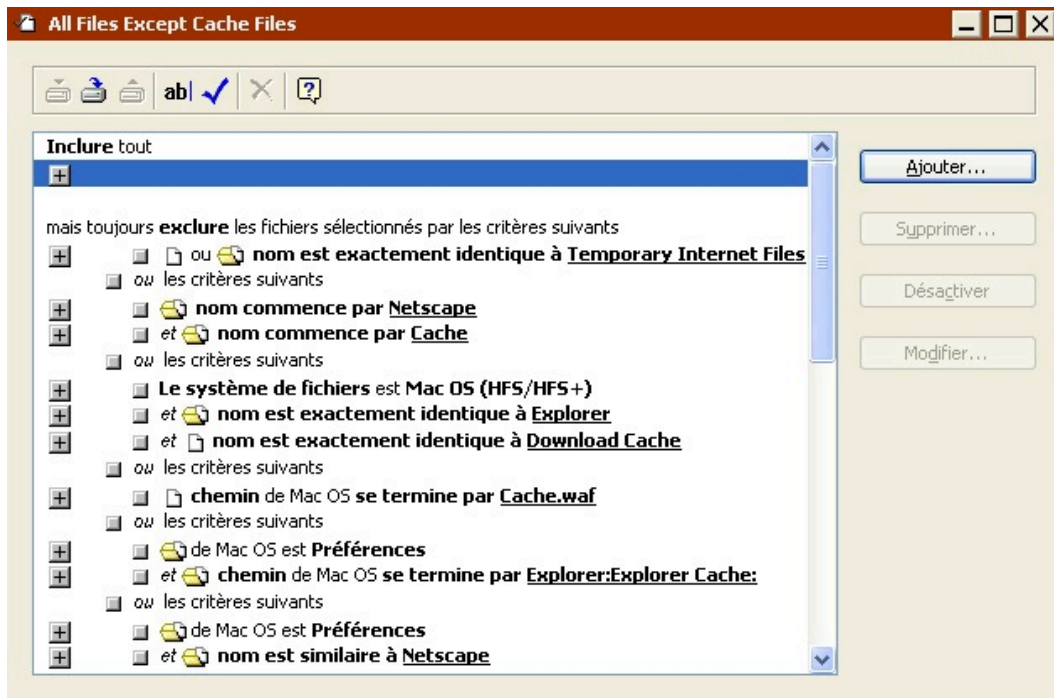 All Files Except Cache Files
ab
Inclure tout
mais toujours exclure les fichiers sélectionnés par les critères suivants
ou nom est exactement identique à Temporary Internet Files
ou les critères suivants
nom commence par Netscape
et nom commence par Cache
ou les critères suivants
Le système de fichiers est Mac OS (HFS/HFS+)
et nom est exactement identique à Explorer
et nom est exactement identique à Download Cache
ou les critères suivants
chemin de Mac OS se termine par Cache.waf
ou les critères suivants
de Mac OS est Préférences
et chemin de Mac OS se termine par Explorer:Explorer Cache:
ou les critères suivants
de Mac OS est Préférences
et nom est similaire à Netscape
Ajouter...
Supprimer...
Désactiver
Modifier...